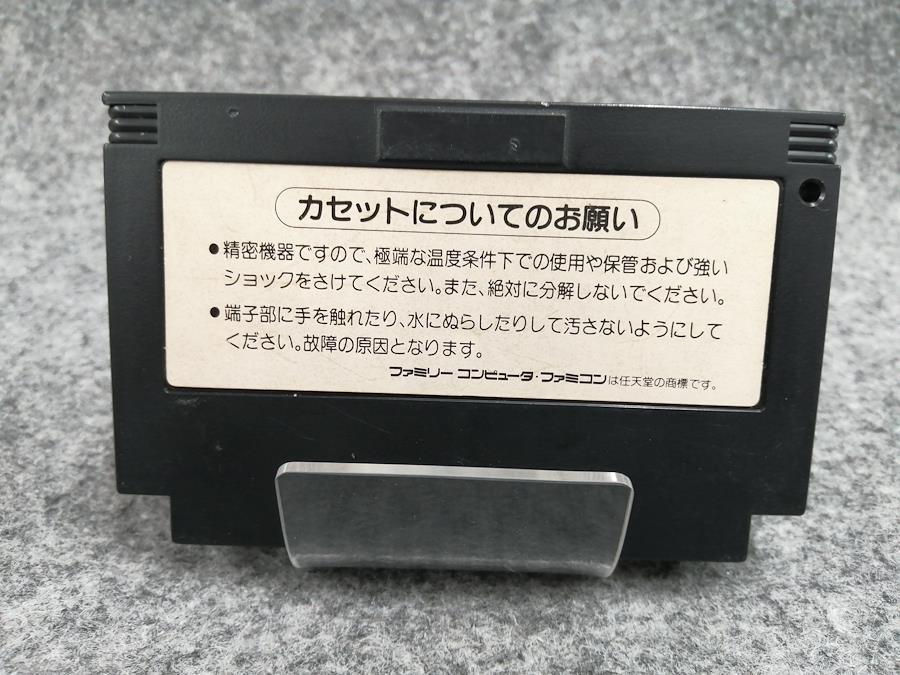 カセットについてのお願い
●精密機器ですので、極端な温度条件下での使用や保管および強い
ショックをさけてください。また、絶対に分解しないでください。
●端子部に手を触れたり、水にぬらしたりして汚さないようにして
ください。故障の原因となります。
ファミリーコンピュータ・ファミコンは任天堂の商標です。